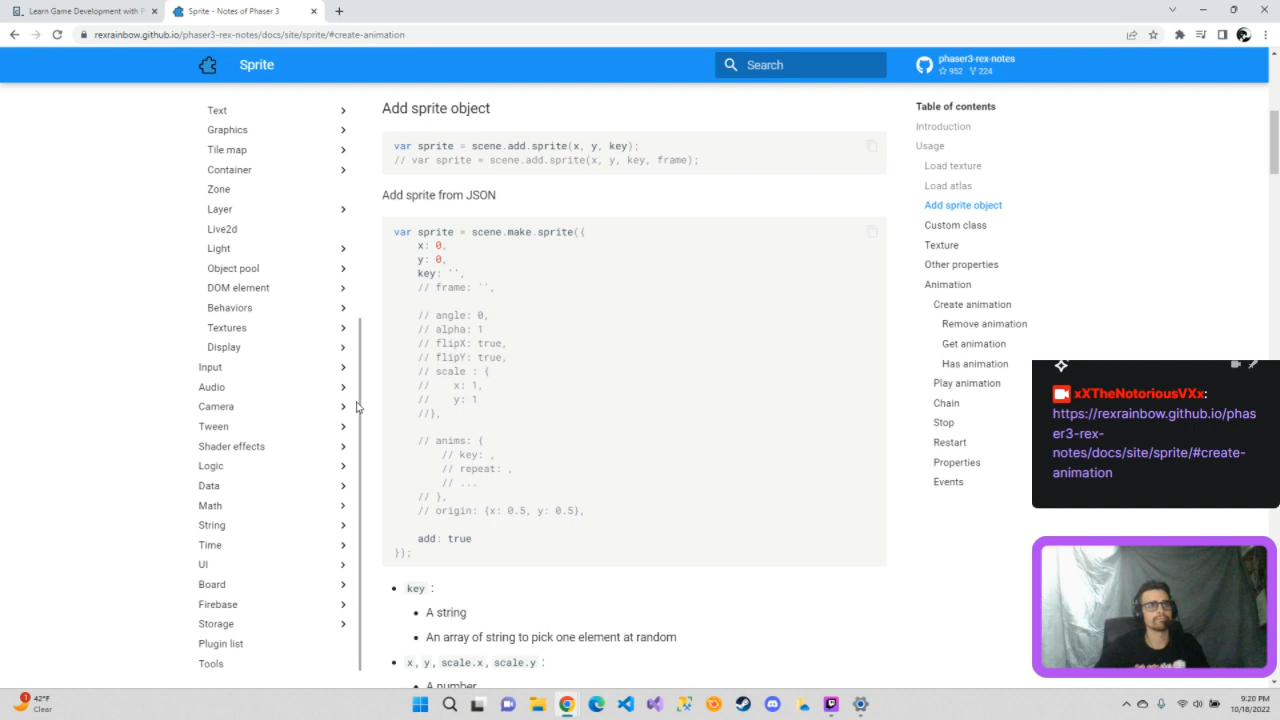 Learn Game Development with P
Sprite - Notes of Phaser 3
rexrainbow.github.io/phaser3-rex-notes/docs/site/sprite/#create-animation
Sprite
Search
phaser3-rex-notes
952 224
Text
Graphics
Tile map
Container
Zone
Layer
Live2d
Light
Object pool
DOM element
Behaviors
Textures
Display
Input
Audio
Camera
Tween
Shader effects
Logic
Data
Math
String
Time
UI
Board
Firebase
Storage
Plugin list
Tools
Add sprite object
var sprite = scene.add.sprite(x, y, key);
// var sprite = scene.add.sprite(x, y, key, frame);
Add sprite from JSON
var sprite = scene.make.sprite({
x: 0,
y: 0,
key: '',
// frame: '',
// angle: 0,
// alpha: 1
// flipX: true,
// flipY: true,
// scale : {
// x: 1,
// y: 1
//},
// anims: {
// key: ,
// repeat: ,
// ...
// },
// origin: {x: 0.5, y: 0.5},
add: true
});
key :
A string
An array of string to pick one element at random
x, y, scale.x, scale.y :
A number
Table of contents
Introduction
Usage
Load texture
Load atlas
Add sprite object
Custom class
Texture
Other properties
Animation
Create animation
Remove animation
Get animation
Has animation
Play animation
Chain
Stop
Restart
Properties
Events
xXTheNotoriousVXx:
https://rexrainbow.github.io/phas
er3-rex-
notes/docs/site/sprite/#create-
animation
1
42°F
Clear
9:20 PM
10/18/2022